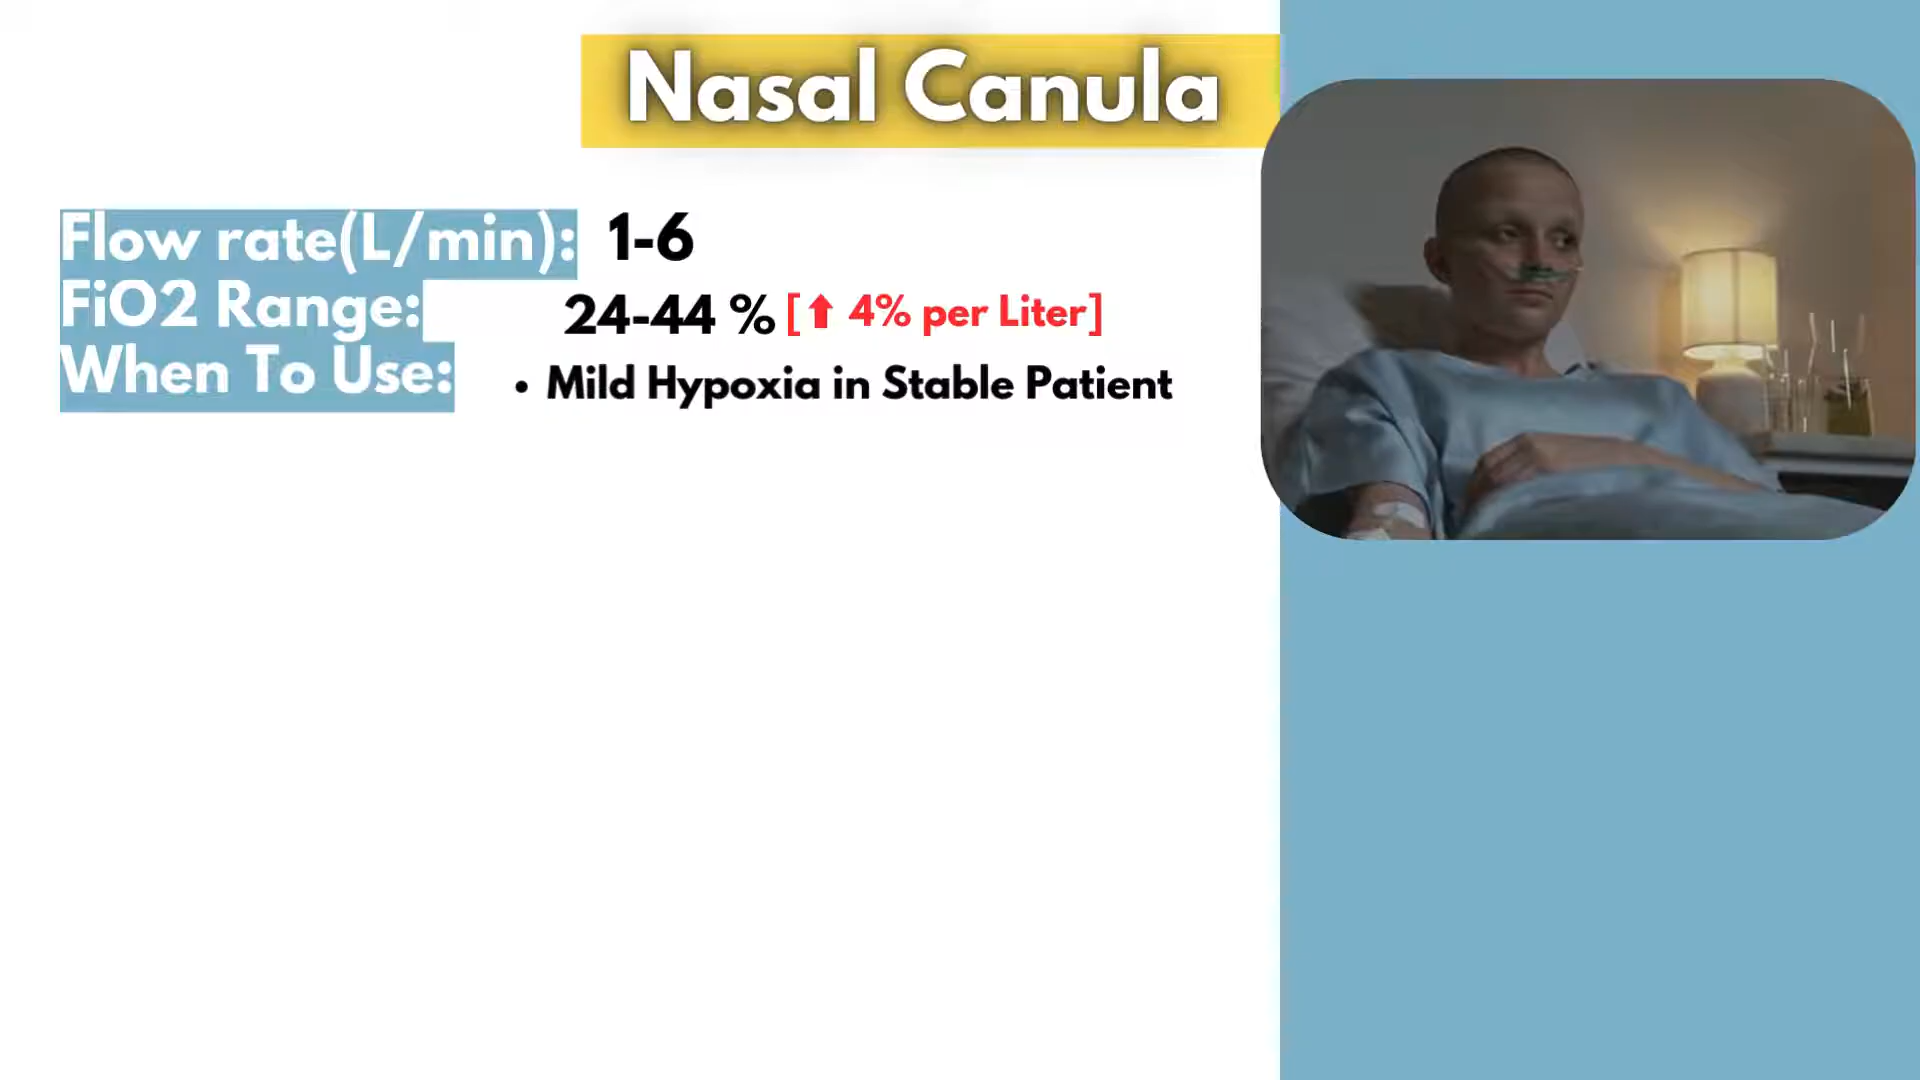 Nasal Canula
Flow rate(L/min): 1-6
FiO2 Range: 24-44 % [⬆ 4% per Liter]
When To Use: • Mild Hypoxia in Stable Patient